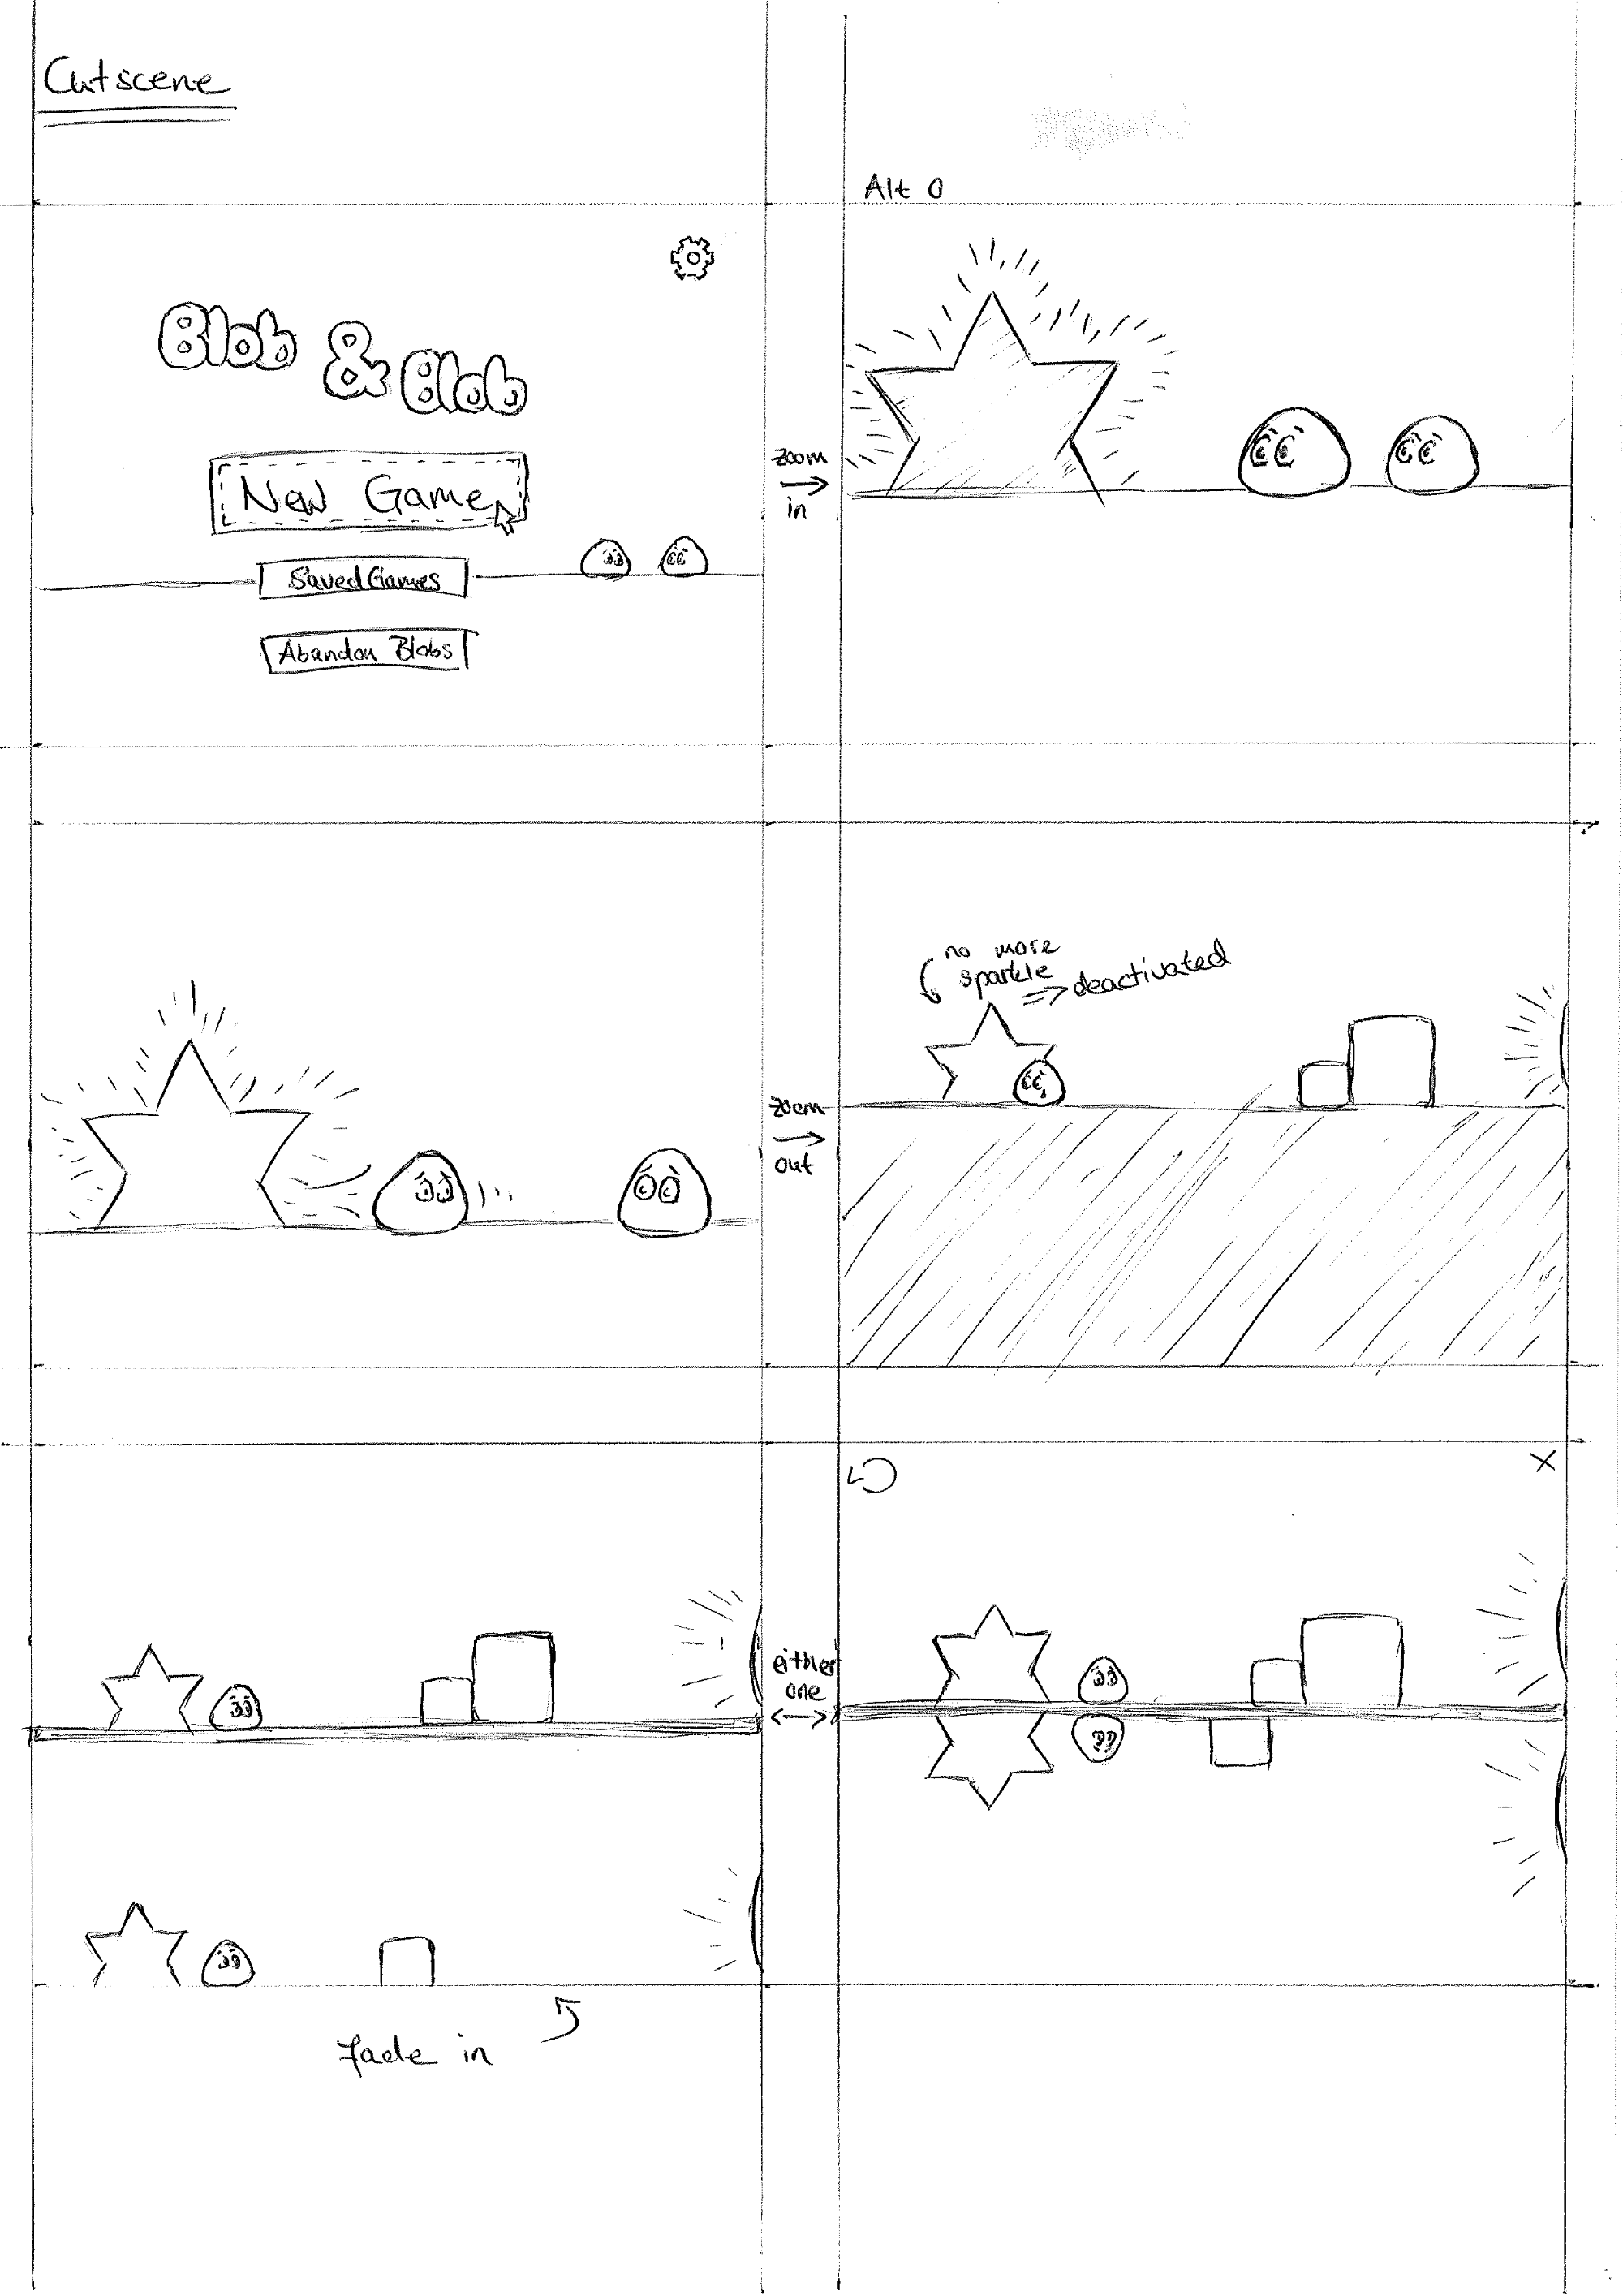 Cutscene
Alt 0
Blob & Blob
New Game
Saved Games
Abandon Blobs
zoom
in
no more
sparkle
=> deactivated
zoom
out
either
one
X
fade in